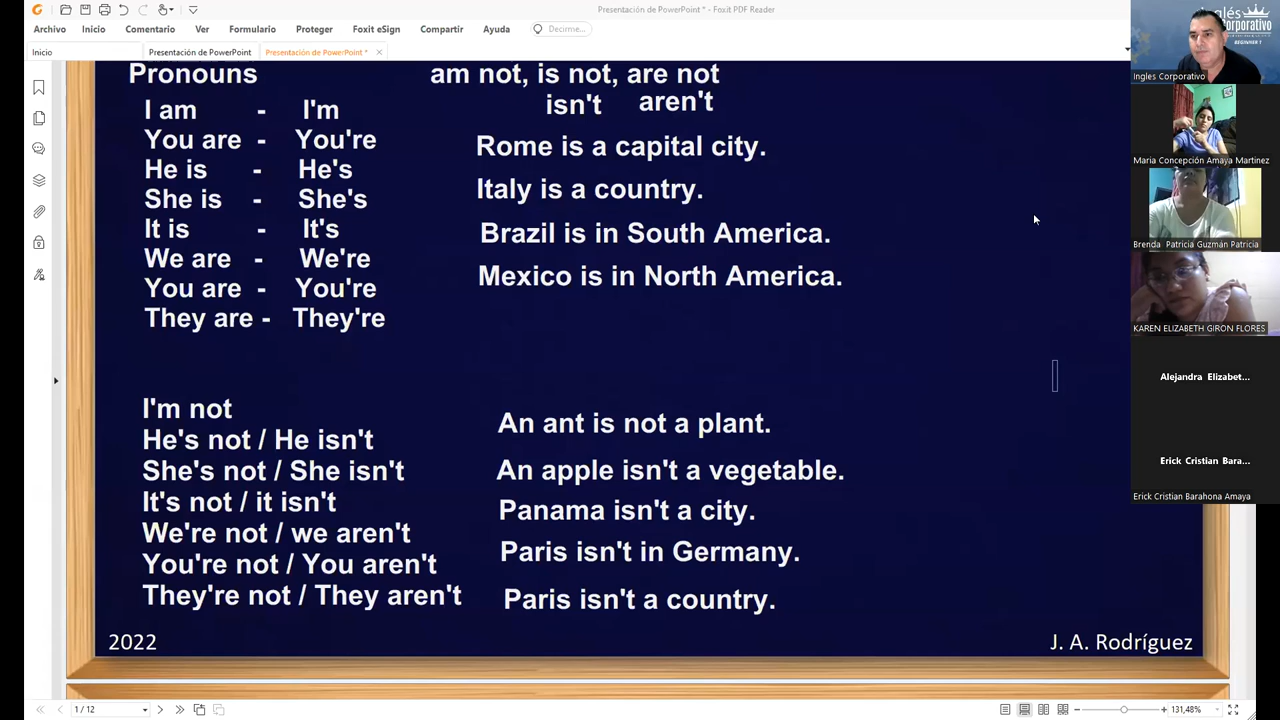 Presentación de PowerPoint * - Foxit PDF Reader
Archivo Inicio Comentario Ver Formulario Proteger Foxit eSign Compartir Ayuda Decirme...
Inicio Presentación de PowerPoint Presentación de PowerPoint *
Pronouns
I am - I'm
You are - You're
He is - He's
She is - She's
It is - It's
We are - We're
You are - You're
They are - They're
am not, is not, are not
isn't aren't
Rome is a capital city.
Italy is a country.
Brazil is in South America.
Mexico is in North America.
I'm not
He's not / He isn't
She's not / She isn't
It's not / it isn't
We're not / we aren't
You're not / You aren't
They're not / They aren't
An ant is not a plant.
An apple isn't a vegetable.
Panama isn't a city.
Paris isn't in Germany.
Paris isn't a country.
2022
J. A. Rodríguez
BEGINNER 1
Ingles Corporativo
Maria Concepción Amaya Martinez
Brenda Patricia Guzmán Patricia
KAREN ELIZABETH GIRON FLORES
Alejandra Elizabet...
Erick Cristian Bara...
Erick Cristian Barahona Amaya
1 / 12
131,48%